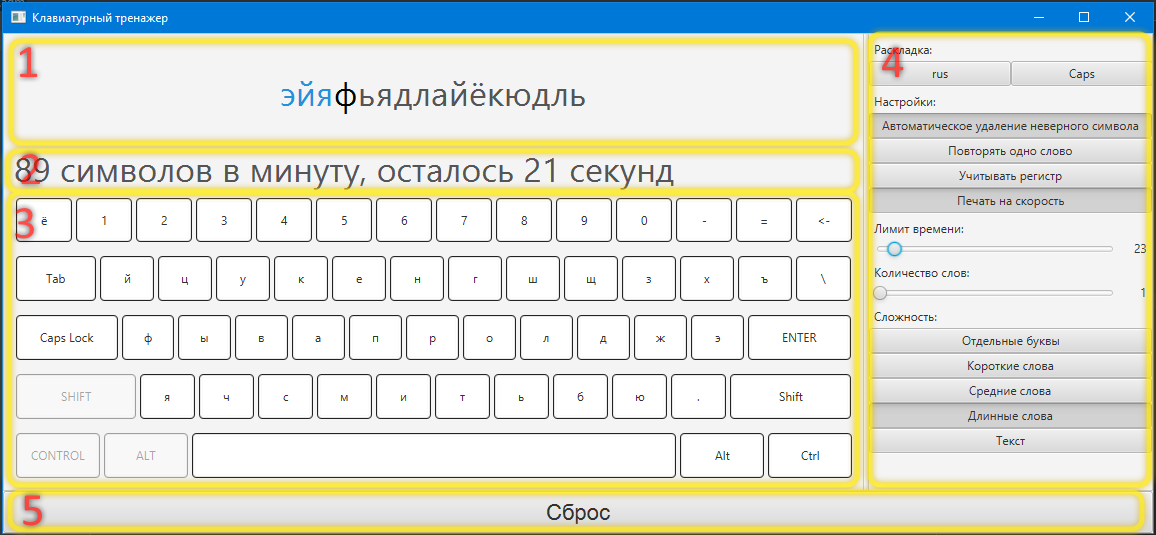 Клавиатурный тренажер
1
эйяфьядлайёкюдль
2
89 символов в минуту, осталось 21 секунд
3
ё 1 2 3 4 5 6 7 8 9 0 - = <-
Tab й ц у к е н г ш щ з х ъ \
Caps Lock ф ы в а п р о л д ж э ENTER
SHIFT я ч с м и т ь б ю . Shift
CONTROL ALT Alt Ctrl
4
Раскладка:
rus Caps
Настройки:
Автоматическое удаление неверного символа
Повторять одно слово
Учитывать регистр
Печать на скорость
Лимит времени:
23
Количество слов:
1
Сложность:
Отдельные буквы
Короткие слова
Средние слова
Длинные слова
Текст
5
Сброс